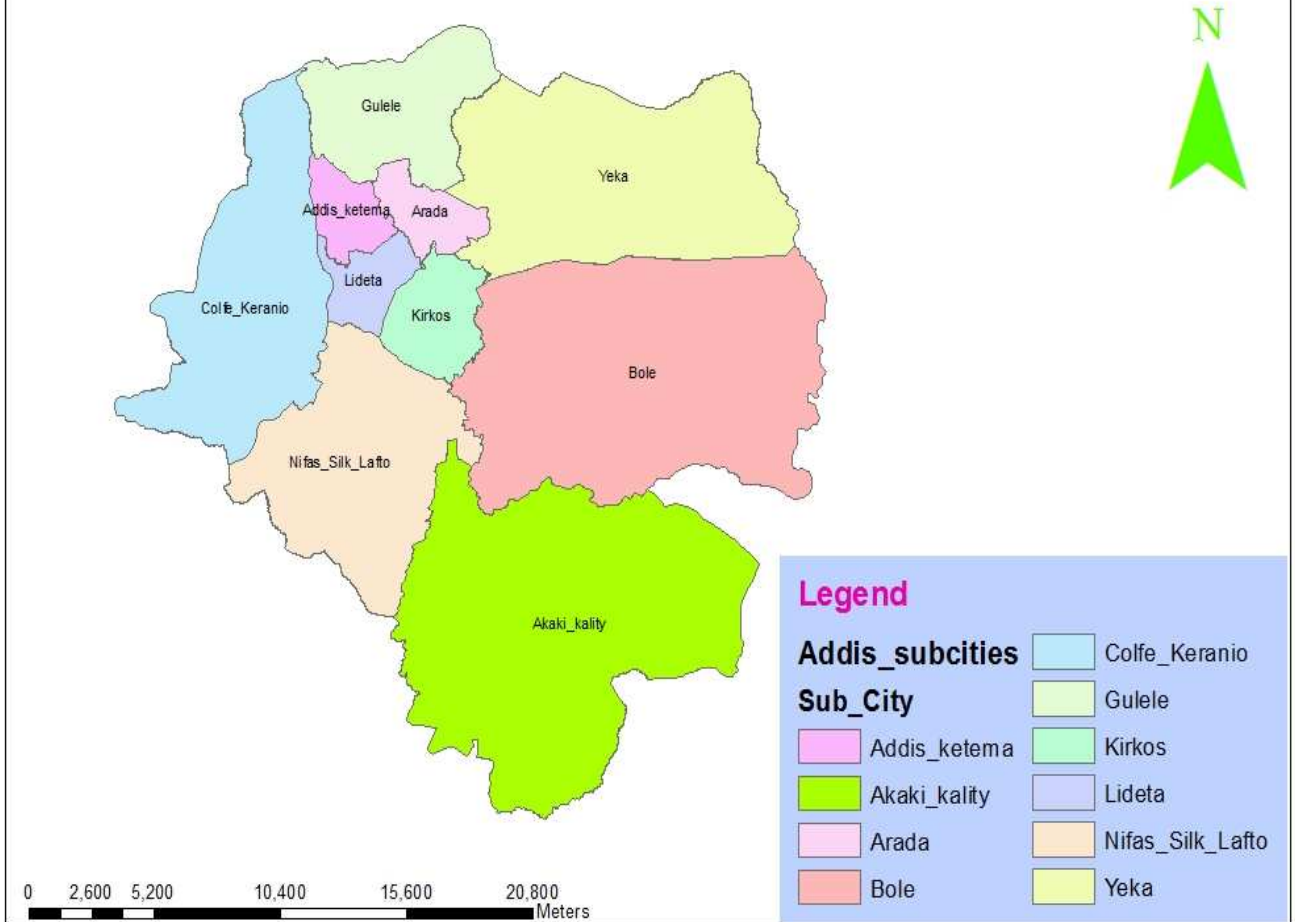 N
Gulele
Yeka
Addis_ketema
Arada
Lideta
Colfe_Keranio
Kirkos
Bole
Nifas_Silk_Lafto
Akaki_kality
Legend
Addis_subcities
Sub_City
Addis_ketema
Akaki_kality
Arada
Bole
Colfe_Keranio
Gulele
Kirkos
Lideta
Nifas_Silk_Lafto
Yeka
0 2,600 5,200 10,400 15,600 20,800
Meters